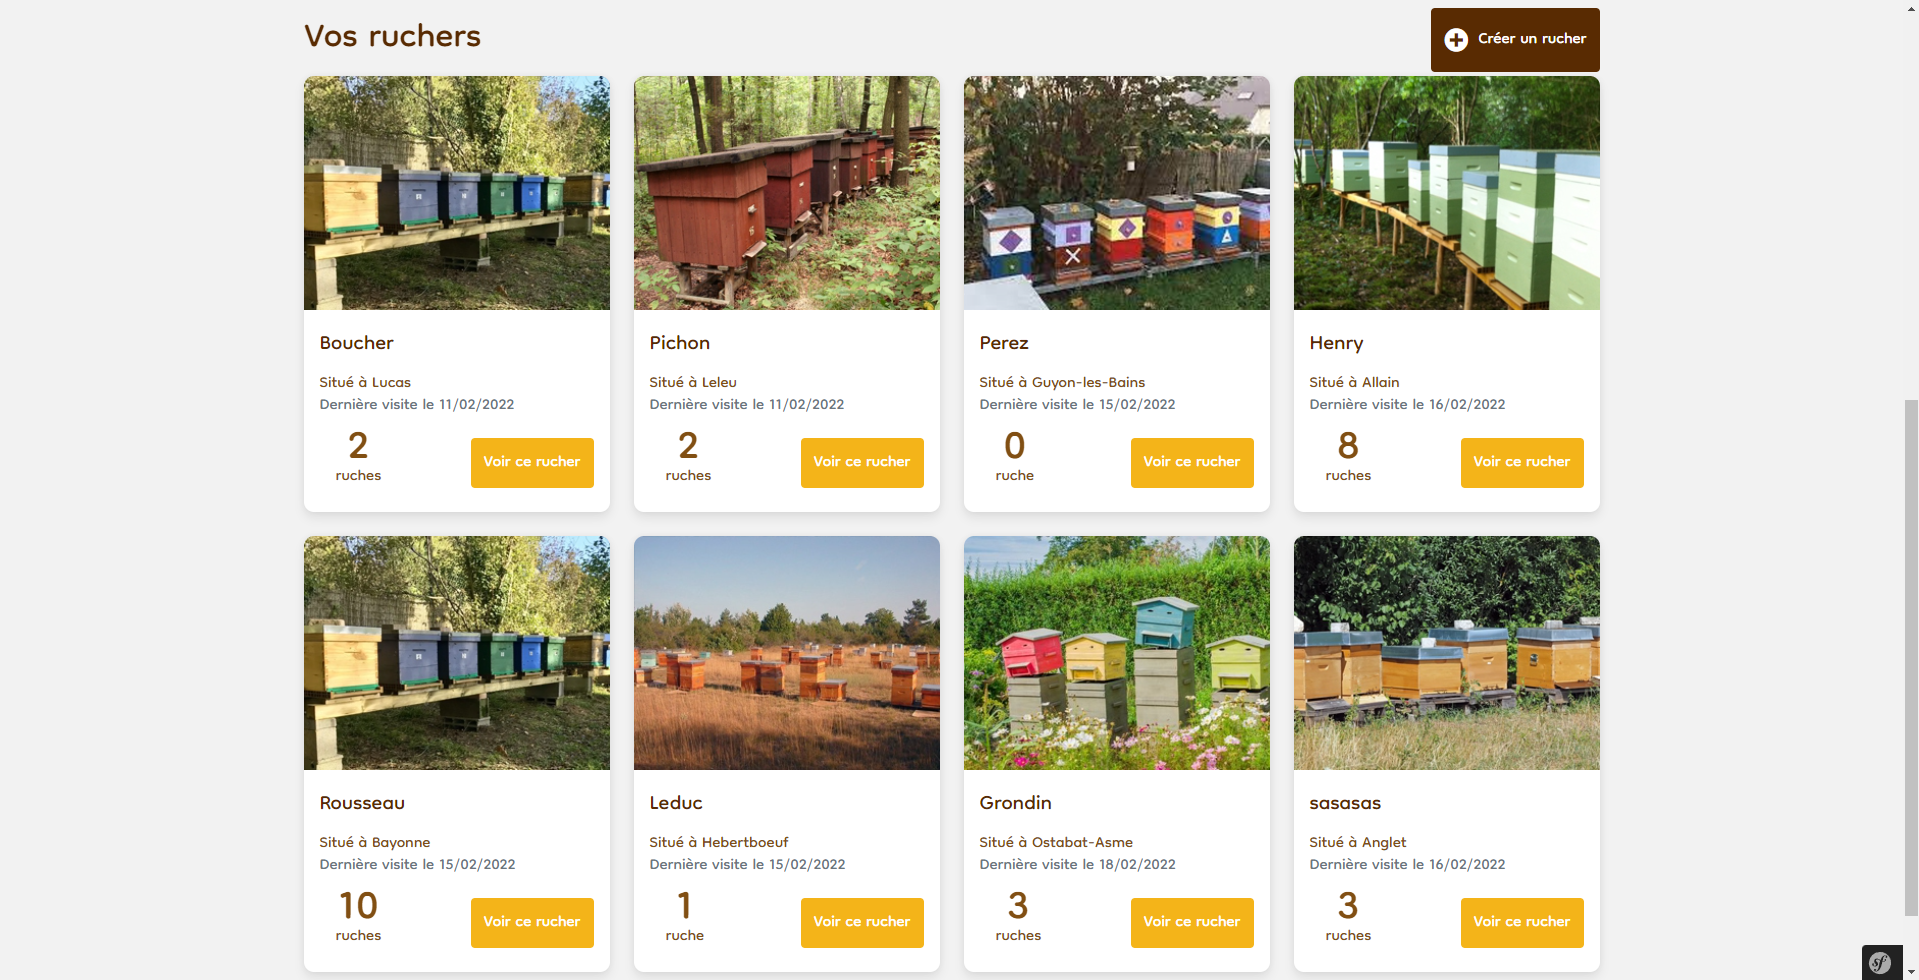 Vos ruchers
Créer un rucher
Boucher
Situé à Lucas
Dernière visite le 11/02/2022
2
ruches
Voir ce rucher
Pichon
Situé à Leleu
Dernière visite le 11/02/2022
2
ruches
Voir ce rucher
Perez
Situé à Guyon-les-Bains
Dernière visite le 15/02/2022
0
ruche
Voir ce rucher
Henry
Situé à Allain
Dernière visite le 16/02/2022
8
ruches
Voir ce rucher
Rousseau
Situé à Bayonne
Dernière visite le 15/02/2022
10
ruches
Voir ce rucher
Leduc
Situé à Hebertboeuf
Dernière visite le 15/02/2022
1
ruche
Voir ce rucher
Grondin
Situé à Ostabat-Asme
Dernière visite le 18/02/2022
3
ruches
Voir ce rucher
sasasas
Situé à Anglet
Dernière visite le 16/02/2022
3
ruches
Voir ce rucher
sf